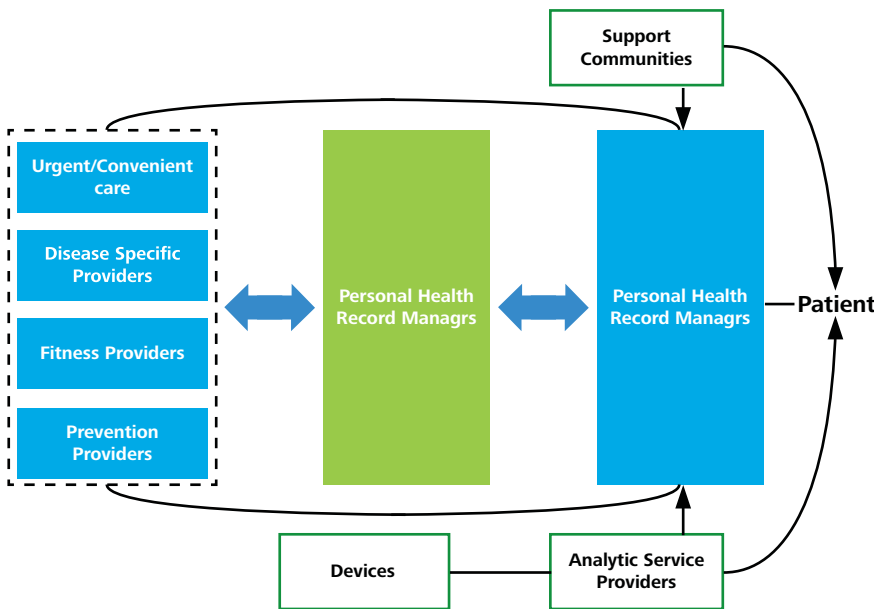 Support
Communities
Urgent/Convenient
care
Disease Specific
Providers
Fitness Providers
Prevention
Providers
Personal Health
Record Managrs
Personal Health
Record Managrs
Patient
Devices
Analytic Service
Providers